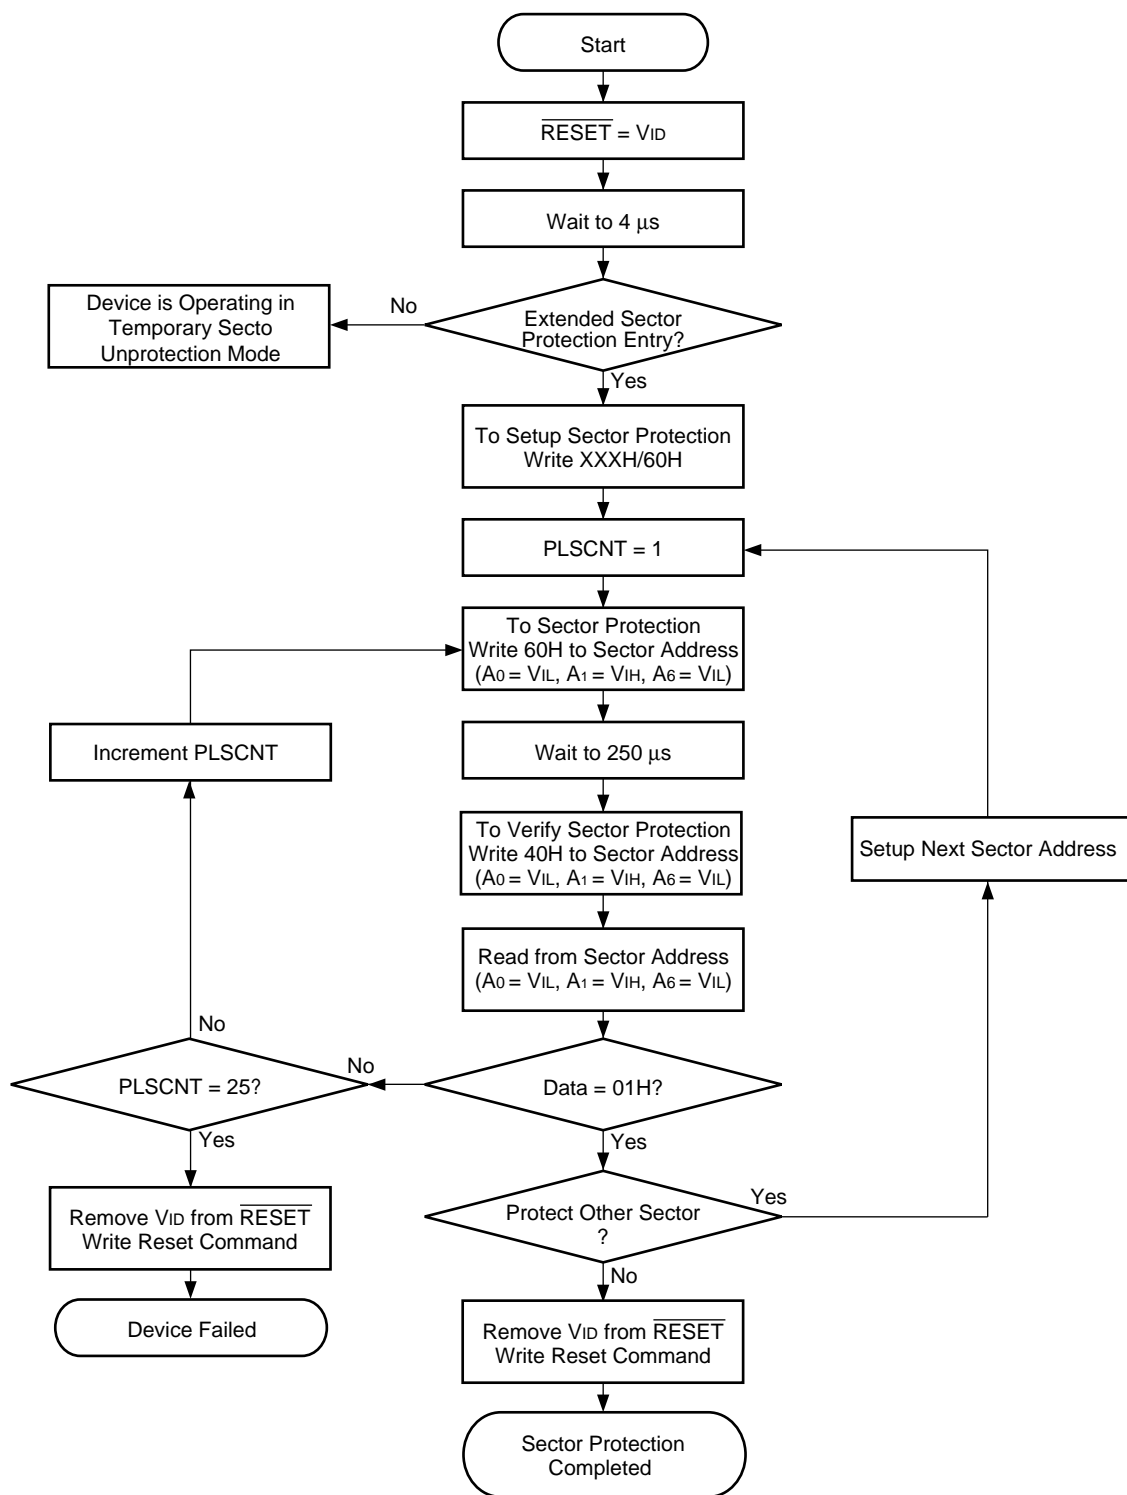 Start
RESET = VID
Wait to 4 μs
Device is Operating in
Temporary Secto
Unprotection Mode
No
Extended Sector
Protection Entry?
Yes
To Setup Sector Protection
Write XXXH/60H
PLSCNT = 1
To Sector Protection
Write 60H to Sector Address
(A0 = VIL, A1 = VIH, A6 = VIL)
Increment PLSCNT
Wait to 250 μs
To Verify Sector Protection
Write 40H to Sector Address
(A0 = VIL, A1 = VIH, A6 = VIL)
Setup Next Sector Address
Read from Sector Address
(A0 = VIL, A1 = VIH, A6 = VIL)
No
PLSCNT = 25?
No
Data = 01H?
Yes
Yes
Remove VID from RESET
Write Reset Command
Protect Other Sector
?
Yes
No
Device Failed
Remove VID from RESET
Write Reset Command
Sector Protection
Completed